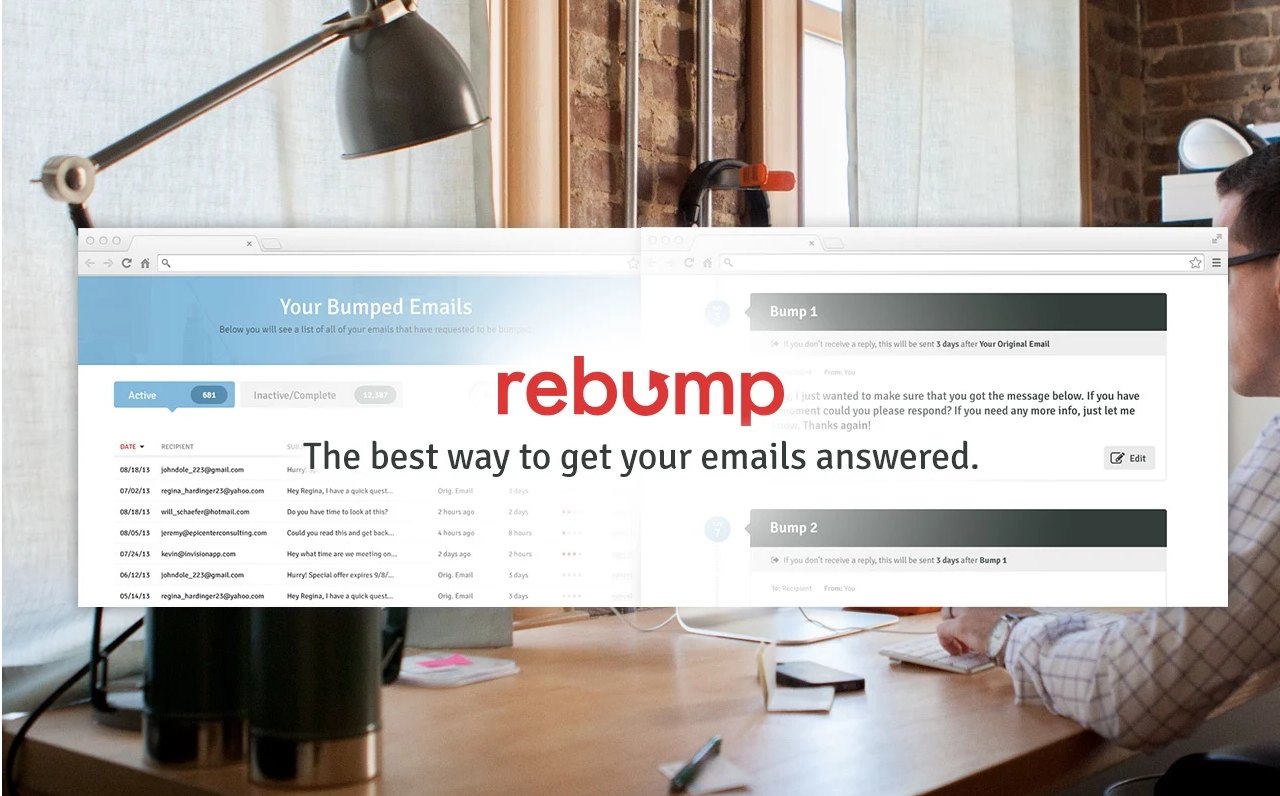 Your Bumped Emails
Below you will see a list of all of your emails that have requested to be bumped.
Active 681
Inactive/Complete 12,387
DATE RECIPIENT
08/18/13 johndole_223@gmail.com Hurry!
07/02/13 regina_hardinger23@yahoo.com Hey Regina, I have a quick quest... Orig. Email 1 days
08/18/13 will_schaefer@hotmail.com Do you have time to look at this? 2 hours ago 2 days
08/05/13 jeremy@epicenterconsulting.com Could you read this and get back... 4 hours ago 8 hours
07/24/13 kevin@invisionapp.com Hey what time are we meeting on... 2 days ago 2 hours
06/12/13 johndole_223@gmail.com Hurry! Special offer expires 9/8/... Orig. Email 3 days
05/14/13 regina_hardinger23@yahoo.com Hey Regina, I have a quick quest... Orig. Email 3 days
rebump
The best way to get your emails answered.
Bump 1
If you don't receive a reply, this will be sent 3 days after Your Original Email
From: You
I just wanted to make sure that you got the message below. If you have
moment could you please respond? If you need any more info, just let me
know. Thanks again!
Edit
7
Bump 2
If you don't receive a reply, this will be sent 3 days after Bump 1
To: Recipient From: You